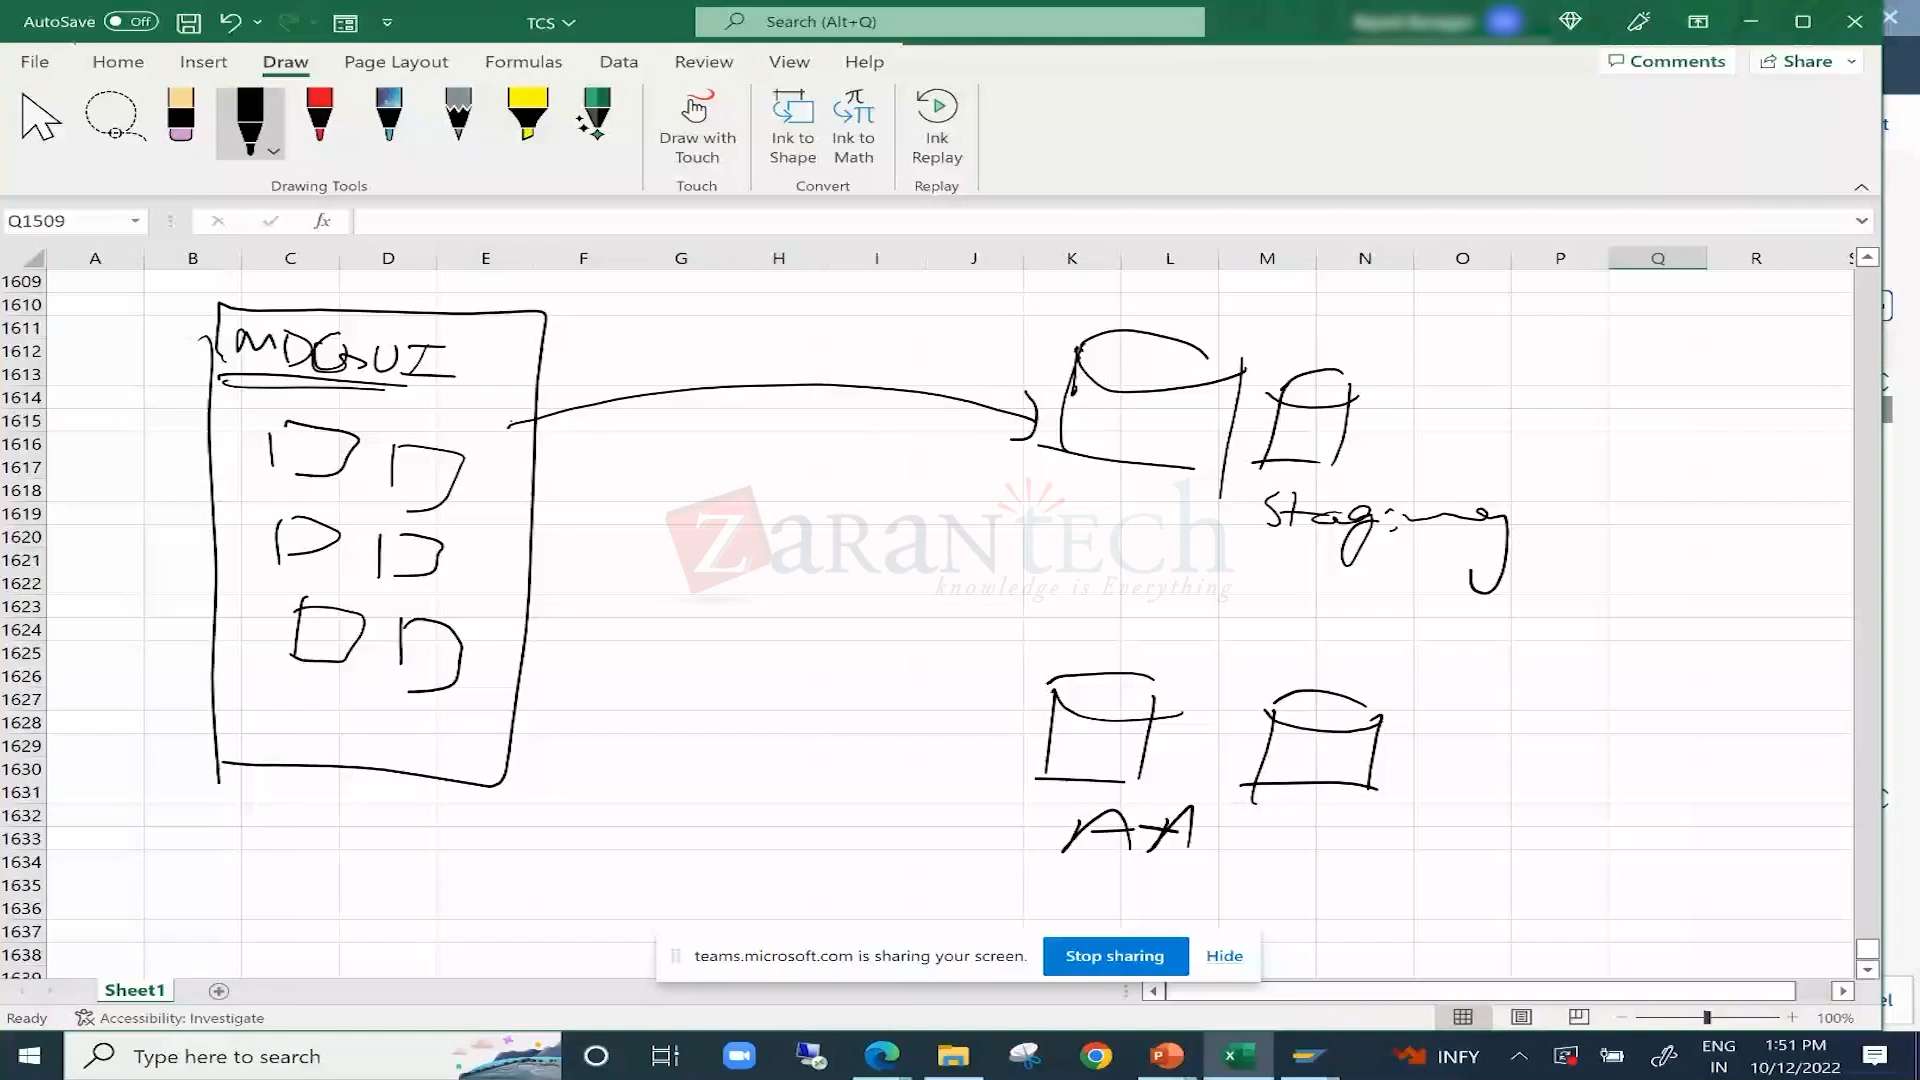 AutoSave Off TCS Search (Alt+Q)
File Home Insert Draw Page Layout Formulas Data Review View Help Comments Share
Draw with Touch
Ink to Shape
Ink to Math
Ink Replay
Drawing Tools Touch Convert Replay
Q1509 fx
A B C D E F G H I J K L M N O P Q R S
1609
1610
1611
1612
1613
1614
1615
1616
1617
1618
1619
1620
1621
1622
1623
1624
1625
1626
1627
1628
1629
1630
1631
1632
1633
1634
1635
1636
1637
1638
1639
MDG UI
Staging
AA
ZARANTECH
knowledge is Everything
teams.microsoft.com is sharing your screen. Stop sharing Hide
Sheet1
Ready Accessibility: Investigate 100%
Type here to search INFY ENG IN 1:51 PM 10/12/2022